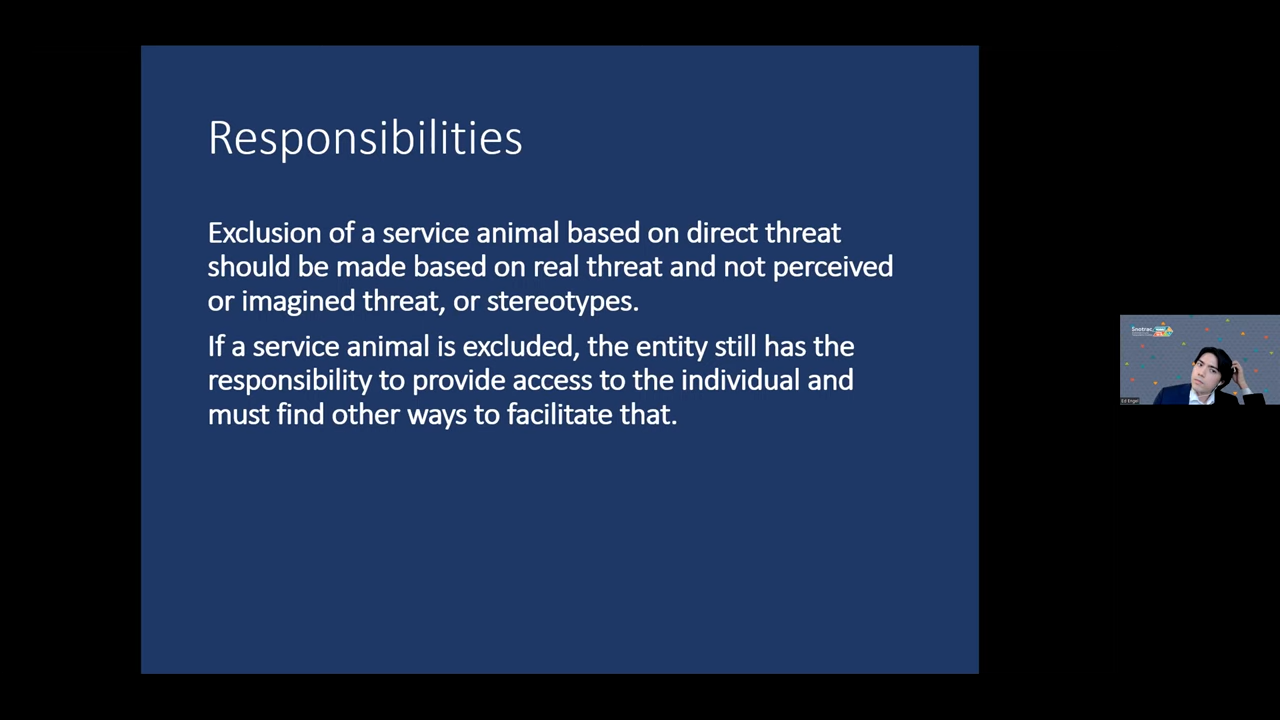 Responsibilities
Exclusion of a service animal based on direct threat
should be made based on real threat and not perceived
or imagined threat, or stereotypes.
If a service animal is excluded, the entity still has the
responsibility to provide access to the individual and
must find other ways to facilitate that.
Ed Engel